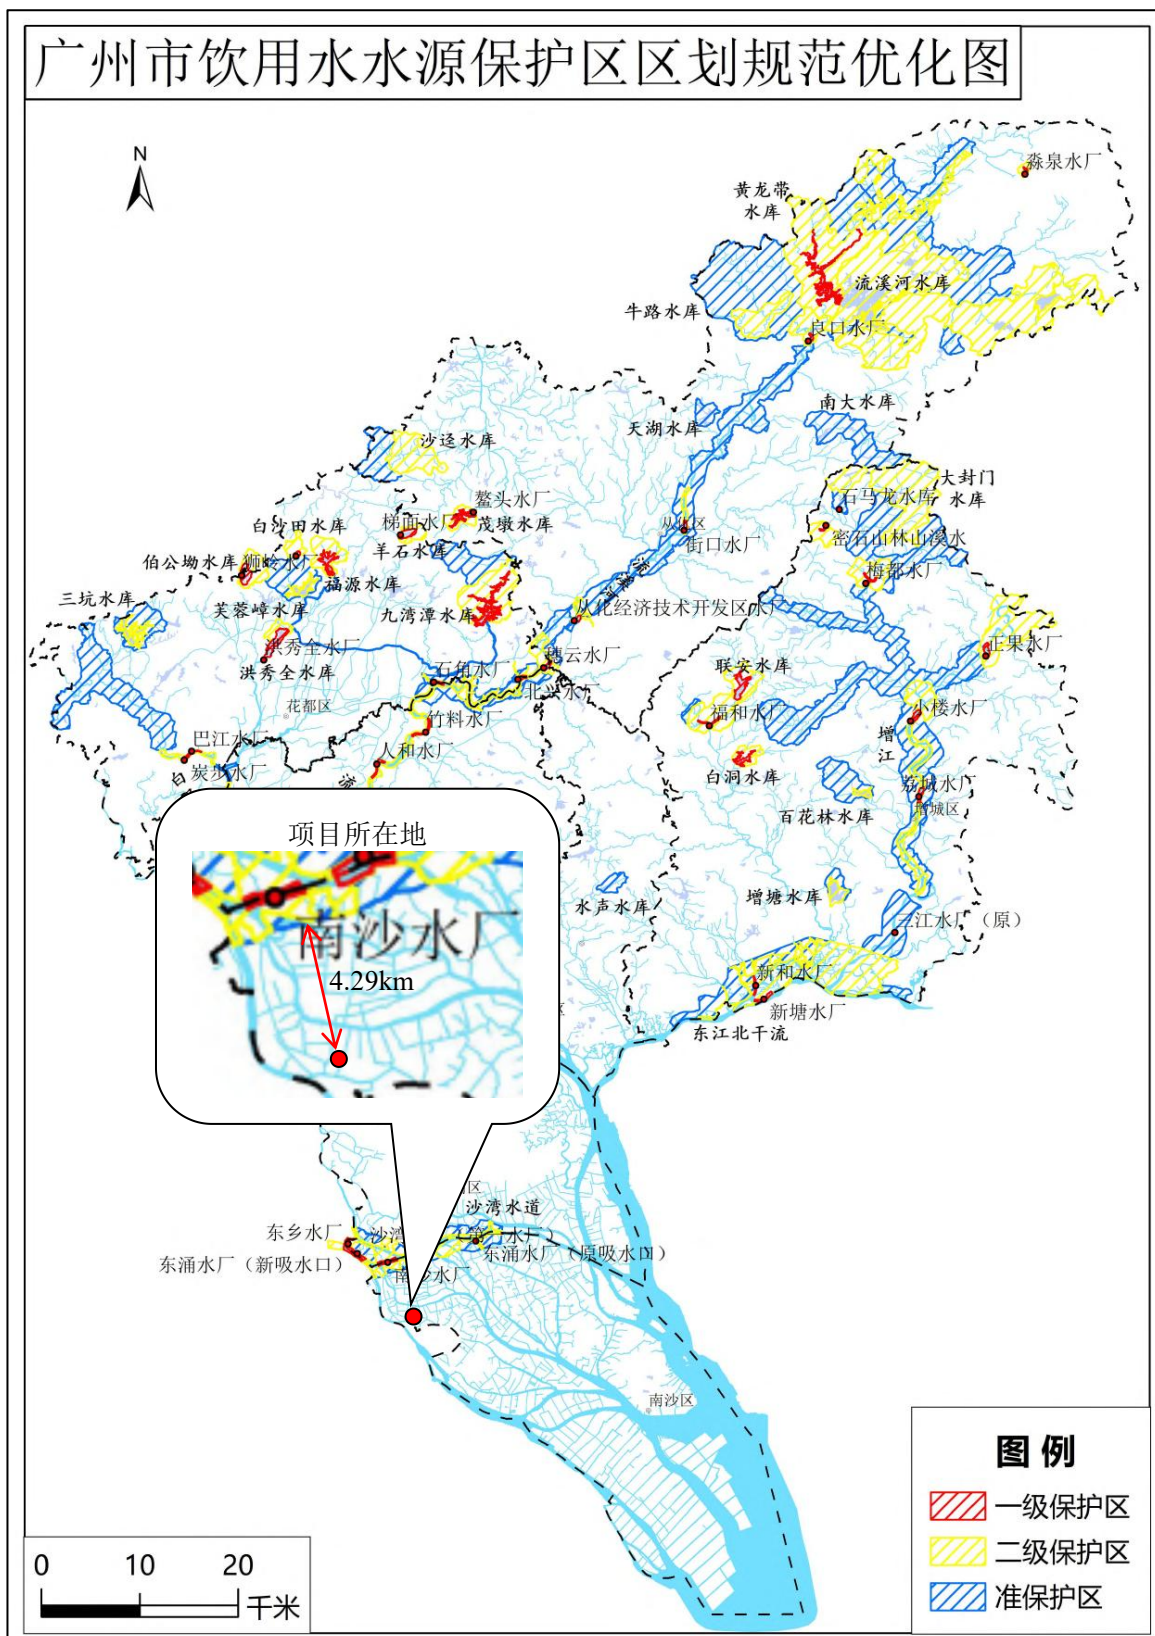 广州市饮用水水源保护区区划规范优化图
N
淼泉水厂
黄龙带
水库
流溪河水库
牛路水库
良口水厂
南大水库
天湖水库
沙迳水库
大封门
水库
石马龙水库
鳌头水厂
梯面水厂
茂墩水库
白沙田水库
羊石水库
街口水厂
密石山林山溪水
伯公坳水库
狮岭水厂
福源水库
梅都水厂
三坑水库
芙蓉嶂水库
九湾潭水库
从化经济技术开发区水厂
洪秀全水厂
洪秀全水库
穗云水厂
正果水厂
石角水厂
北兴水厂
联安水库
花都区
竹料水厂
福和水厂
小楼水厂
增江
巴江水厂
人和水厂
炭步水厂
白
流
白洞水库
荔城水厂
增城区
百花林水库
项目所在地
南沙水厂
4.29km
水声水库
增塘水库
三江水厂（原）
新和水厂
新塘水厂
东江北干流
区
区
沙湾水道
东乡水厂
沙湾
东涌水厂（原吸水口）
东涌水厂（新吸水口）
南沙水厂
南沙区
图 例
一级保护区
二级保护区
准保护区
0 10 20
千米